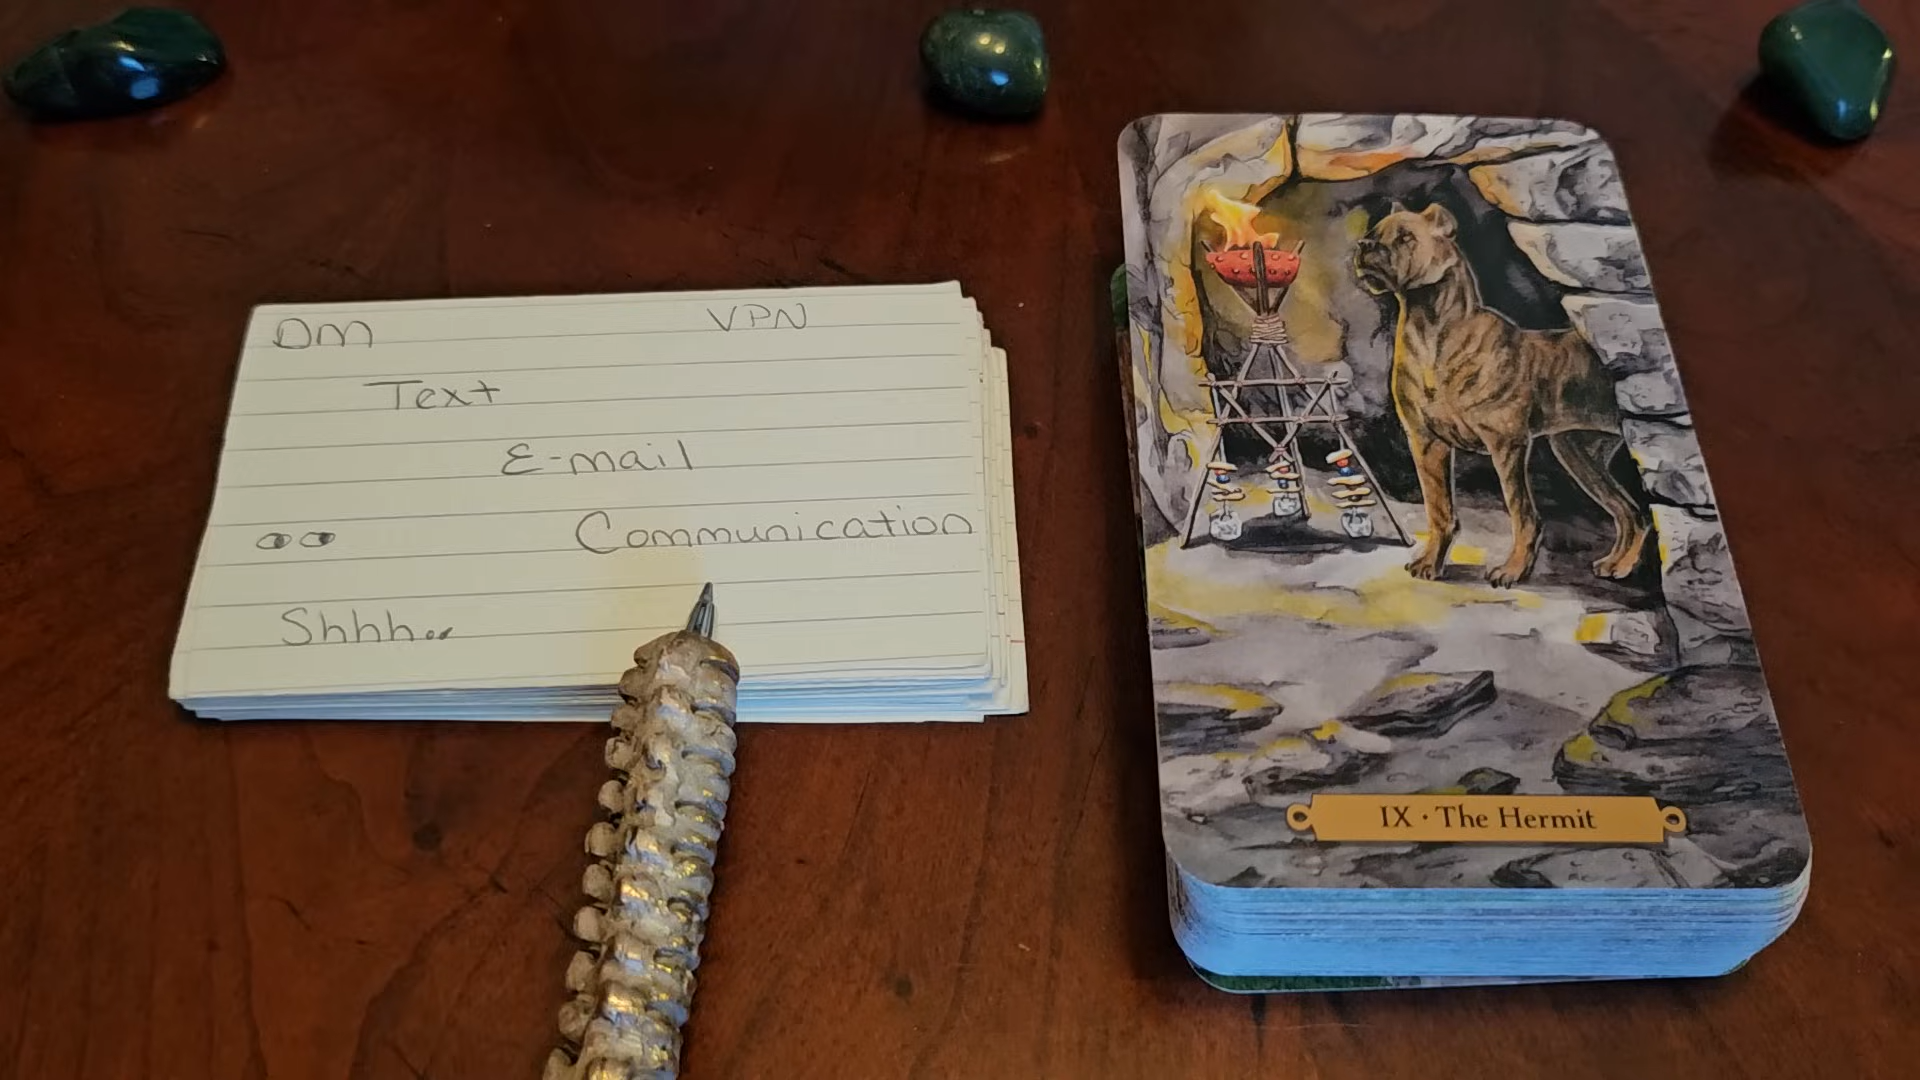 DM VPN
Text
E-mail
Communication
Shhh..
IX · The Hermit